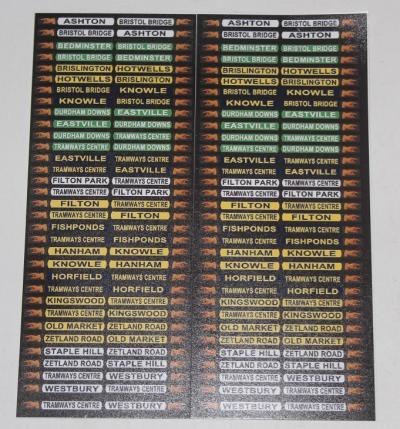 ASHTON BRISTOL BRIDGE ASHTON BRISTOL BRIDGE
BRISTOL BRIDGE ASHTON BRISTOL BRIDGE ASHTON
BEDMINSTER BRISTOL BRIDGE BEDMINSTER BRISTOL BRIDGE
BRISTOL BRIDGE BEDMINSTER BRISTOL BRIDGE BEDMINSTER
BRISLINGTON HOTWELLS BRISLINGTON HOTWELLS
HOTWELLS BRISLINGTON HOTWELLS BRISLINGTON
BRISTOL BRIDGE KNOWLE BRISTOL BRIDGE KNOWLE
KNOWLE BRISTOL BRIDGE KNOWLE BRISTOL BRIDGE
DURDHAM DOWNS EASTVILLE DURDHAM DOWNS EASTVILLE
EASTVILLE DURDHAM DOWNS EASTVILLE DURDHAM DOWNS
DURDHAM DOWNS TRAMWAYS CENTRE DURDHAM DOWNS TRAMWAYS CENTRE
TRAMWAYS CENTRE DURDHAM DOWNS TRAMWAYS CENTRE DURDHAM DOWNS
EASTVILLE TRAMWAYS CENTRE EASTVILLE TRAMWAYS CENTRE
TRAMWAYS CENTRE EASTVILLE TRAMWAYS CENTRE EASTVILLE
FILTON PARK TRAMWAYS CENTRE FILTON PARK TRAMWAYS CENTRE
TRAMWAYS CENTRE FILTON PARK TRAMWAYS CENTRE FILTON PARK
FILTON TRAMWAYS CENTRE FILTON TRAMWAYS CENTRE
TRAMWAYS CENTRE FILTON TRAMWAYS CENTRE FILTON
FISHPONDS TRAMWAYS CENTRE FISHPONDS TRAMWAYS CENTRE
TRAMWAYS CENTRE FISHPONDS TRAMWAYS CENTRE FISHPONDS
HANHAM KNOWLE HANHAM KNOWLE
KNOWLE HANHAM KNOWLE HANHAM
HORFIELD TRAMWAYS CENTRE HORFIELD TRAMWAYS CENTRE
TRAMWAYS CENTRE HORFIELD TRAMWAYS CENTRE HORFIELD
KINGSWOOD TRAMWAYS CENTRE KINGSWOOD TRAMWAYS CENTRE
TRAMWAYS CENTRE KINGSWOOD TRAMWAYS CENTRE KINGSWOOD
OLD MARKET ZETLAND ROAD OLD MARKET ZETLAND ROAD
ZETLAND ROAD OLD MARKET ZETLAND ROAD OLD MARKET
STAPLE HILL ZETLAND ROAD STAPLE HILL ZETLAND ROAD
ZETLAND ROAD STAPLE HILL ZETLAND ROAD STAPLE HILL
TRAMWAYS CENTRE WESTBURY TRAMWAYS CENTRE WESTBURY
WESTBURY TRAMWAYS CENTRE WESTBURY TRAMWAYS CENTRE
TRAMWAYS CENTRE WESTBURY TRAMWAYS CENTRE WESTBURY